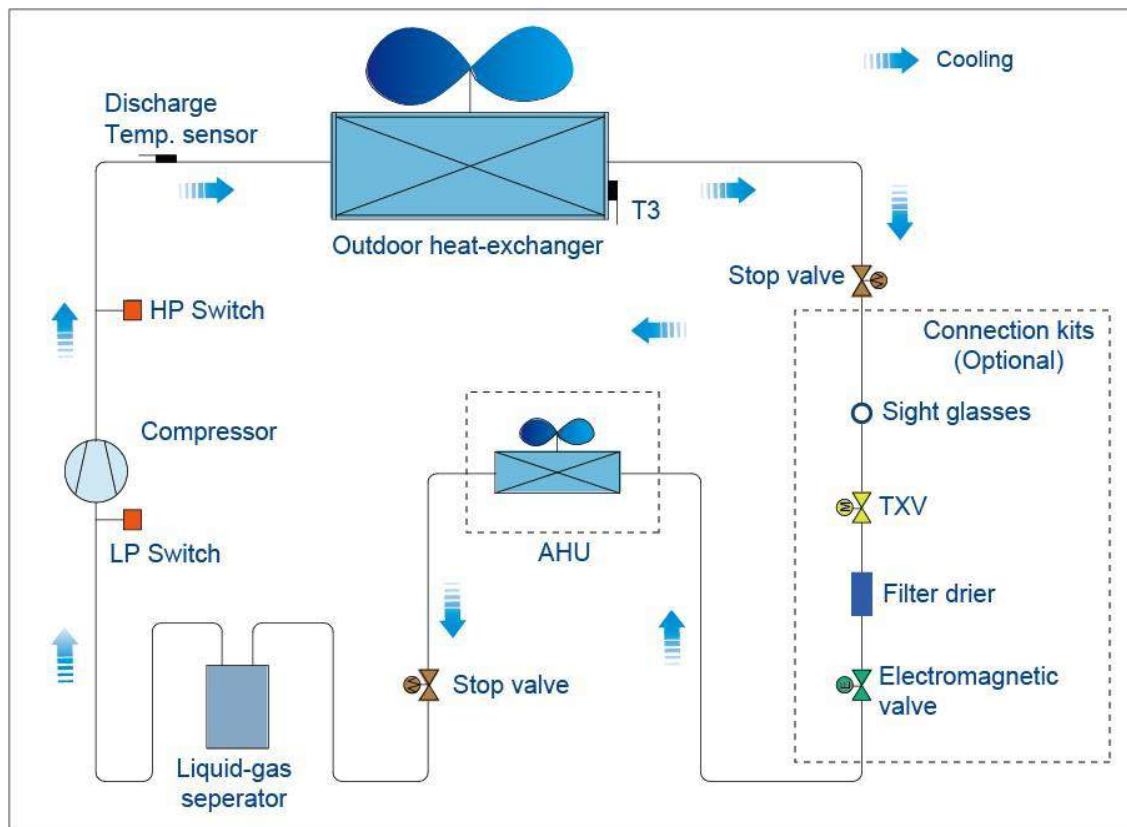 Cooling
Discharge
Temp. sensor
T3
Outdoor heat-exchanger
Stop valve
HP Switch
Connection kits
(Optional)
Sight glasses
Compressor
TXV
M
LP Switch
AHU
Filter drier
Stop valve
E
Electromagnetic
valve
Liquid-gas
seperator